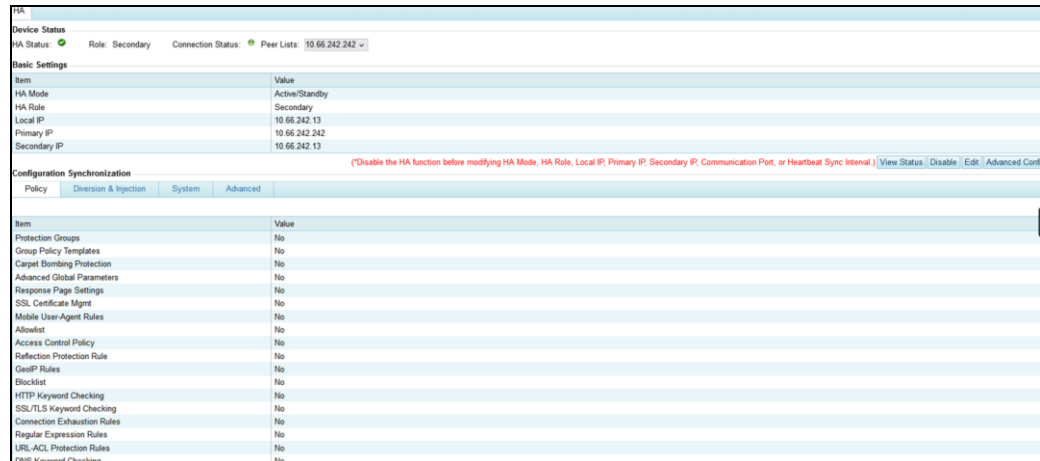 HA
Device Status
HA Status: Role: Secondary Connection Status: Peer Lists: 10.66.242.242
Basic Settings
Item Value
HA Mode Active/Standby
HA Role Secondary
Local IP 10.66.242.13
Primary IP 10.66.242.242
Secondary IP 10.66.242.13
(*Disable the HA function before modifying HA Mode, HA Role, Local IP, Primary IP, Secondary IP, Communication Port, or Heartbeat Sync Interval.) View Status Disable Edit Advanced Conf
Configuration Synchronization
Policy Diversion & Injection System Advanced
Item Value
Protection Groups No
Group Policy Templates No
Carpet Bombing Protection No
Advanced Global Parameters No
Response Page Settings No
SSL Certificate Mgmt No
Mobile User-Agent Rules No
Allowlist No
Access Control Policy No
Reflection Protection Rule No
GeoIP Rules No
Blocklist No
HTTP Keyword Checking No
SSL/TLS Keyword Checking No
Connection Exhaustion Rules No
Regular Expression Rules No
URL-ACL Protection Rules No
DNS Keyword Checking No